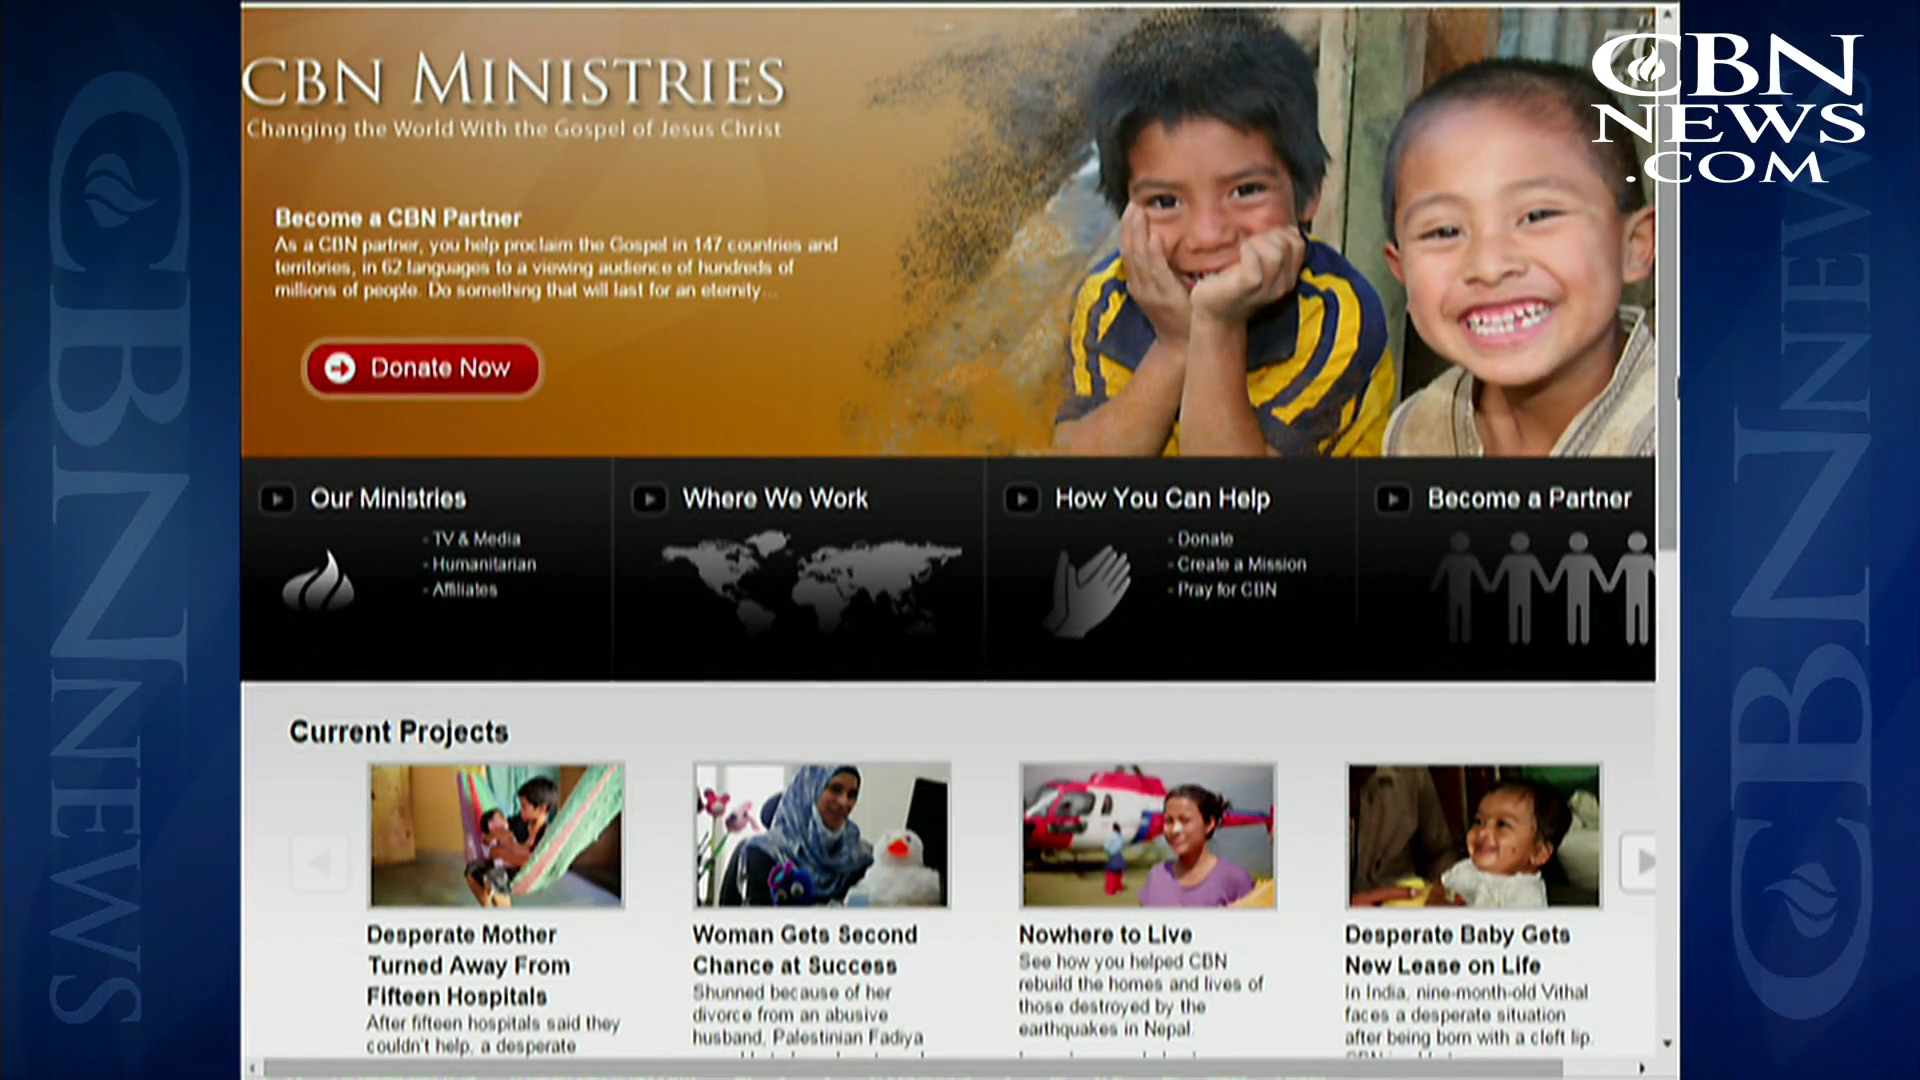 CBN MINISTRIES
Changing the World With the Gospel of Jesus Christ
CBN
NEWS
.COM
Become a CBN Partner
As a CBN partner, you help proclaim the Gospel in 147 countries and
territories, in 62 languages to a viewing audience of hundreds of
millions of people. Do something that will last for an eternity...
Donate Now
Our Ministries
- TV & Media
- Humanitarian
- Affiliates
Where We Work
How You Can Help
- Donate
- Create a Mission
- Pray for CBN
Become a Partner
Current Projects
Desperate Mother
Turned Away From
Fifteen Hospitals
After fifteen hospitals said they
couldn't help, a desperate
Woman Gets Second
Chance at Success
Shunned because of her
divorce from an abusive
husband, Palestinian Fadiya
Nowhere to Live
See how you helped CBN
rebuild the homes and lives of
those destroyed by the
earthquakes in Nepal.
Desperate Baby Gets
New Lease on Life
In India, nine-month-old Vithal
faces a desperate situation
after being born with a cleft lip.
CBN NEWS
CBN NEWS